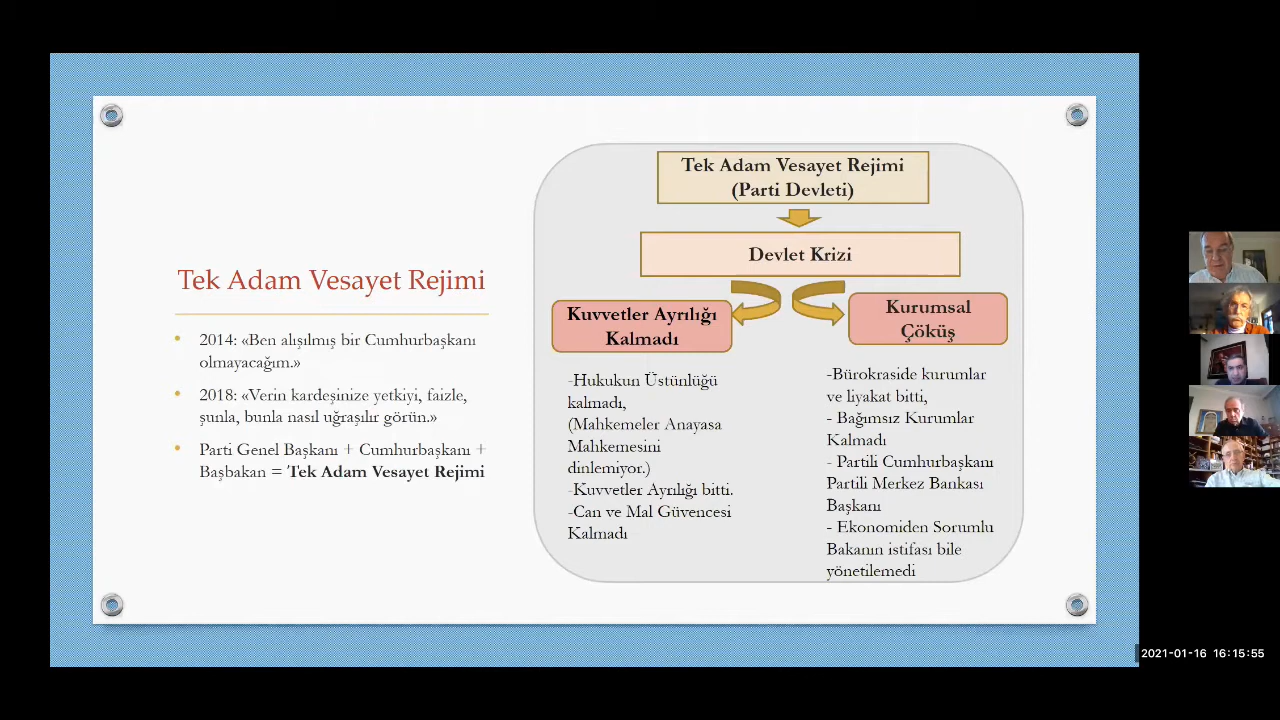 Tek Adam Vesayet Rejimi
• 2014: «Ben alışılmış bir Cumhurbaşkanı
olmayacağım.»
• 2018: «Verin kardeşinize yetkiyi, faizle,
şunla, bunla nasıl uğraşılır görün.»
• Parti Genel Başkanı + Cumhurbaşkanı +
Başbakan = Tek Adam Vesayet Rejimi
Tek Adam Vesayet Rejimi
(Parti Devleti)
Devlet Krizi
Kuvvetler Ayrılığı
Kalmadı
-Hukukun Üstünlüğü
kalmadı,
(Mahkemeler Anayasa
Mahkemesini
dinlemiyor.)
-Kuvvetler Ayrılığı bitti.
-Can ve Mal Güvencesi
Kalmadı
Kurumsal
Çöküş
-Bürokraside kurumlar
ve liyakat bitti,
- Bağımsız Kurumlar
Kalmadı
- Partili Cumhurbaşkanı
Partili Merkez Bankası
Başkanı
- Ekonomiden Sorumlu
Bakanın istifası bile
yönetilemedi
2021-01-16 16:15:55